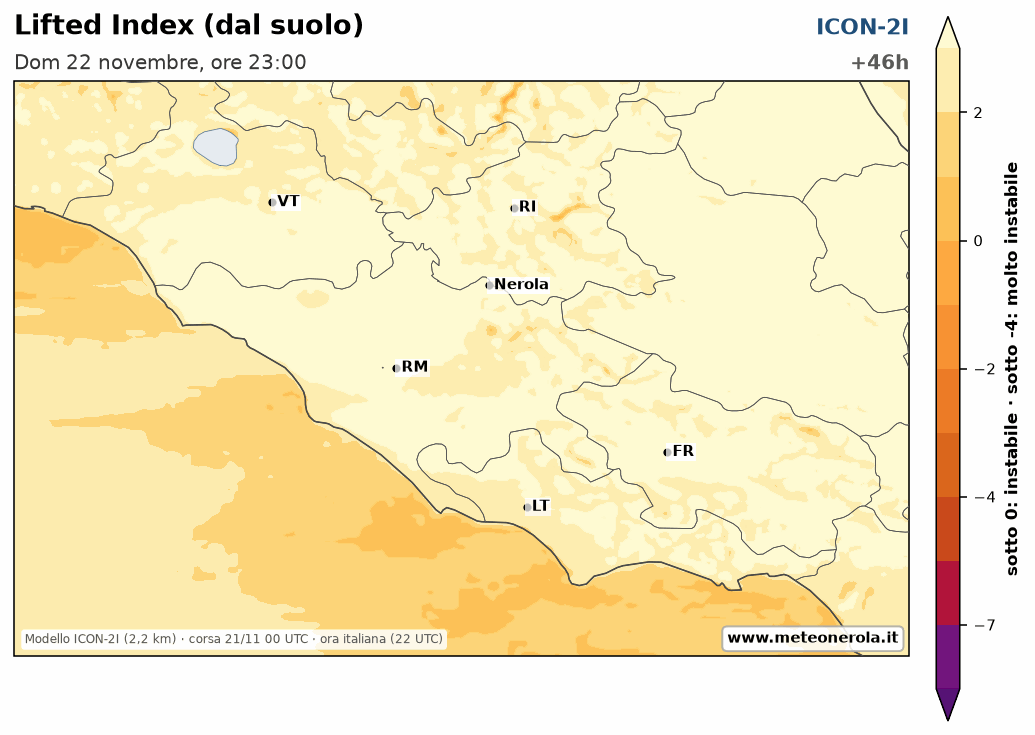 Lifted Index (dal suolo)
ICON-2I
Dom 22 novembre, ore 23:00
+46h
VT
RI
Nerola
RM
FR
LT
Modello ICON-2I (2,2 km) · corsa 21/11 00 UTC · ora italiana (22 UTC)
www.meteonerola.it
2
0
−2
−4
−7
sotto 0: instabile · sotto -4: molto instabile